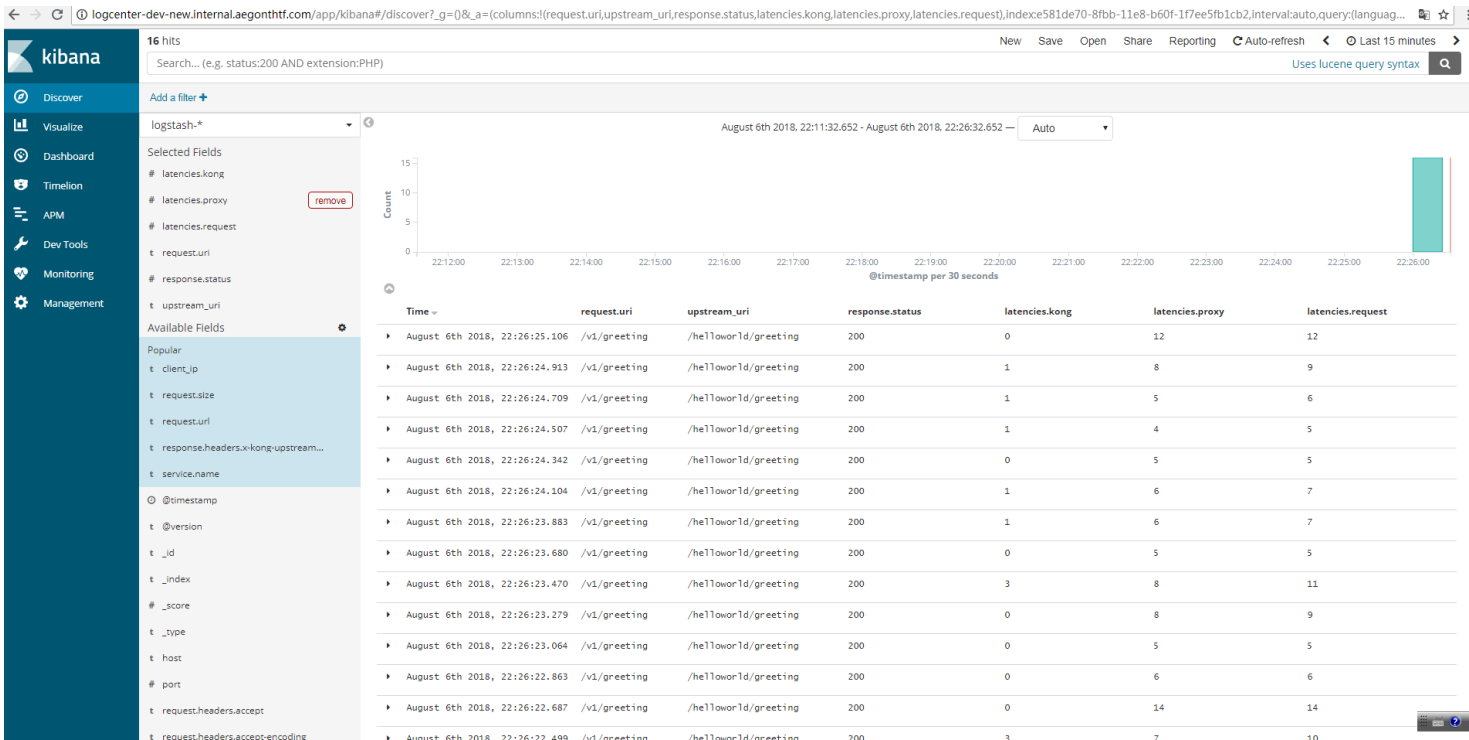 logcenter-dev-new.internal.aegonthtf.com/app/kibana#/discover?_g=()&_a=(columns:!(request.uri,upstream_uri,response.status,latencies.kong,latencies.proxy,latencies.request),index:e581de70-8fbb-11e8-b60f-1f7ee5fb1cb2,interval:auto,query:(languag...
kibana
Discover
Visualize
Dashboard
Timelion
APM
Dev Tools
Monitoring
Management
16 hits
New Save Open Share Reporting Auto-refresh Last 15 minutes
Search... (e.g. status:200 AND extension:PHP)
Uses lucene query syntax
Add a filter +
logstash-*
Selected Fields
# latencies.kong
# latencies.proxy remove
# latencies.request
t request.uri
# response.status
t upstream_uri
Available Fields
Popular
t client_ip
t request.size
t request.url
t response.headers.x-kong-upstream...
t service.name
@timestamp
t @version
t _id
t _index
# _score
t _type
t host
# port
t request.headers.accept
t request.headers.accept-encoding
August 6th 2018, 22:11:32.652 - August 6th 2018, 22:26:32.652 — Auto
Count
15
10
5
0
22:12:00 22:13:00 22:14:00 22:15:00 22:16:00 22:17:00 22:18:00 22:19:00 22:20:00 22:21:00 22:22:00 22:23:00 22:24:00 22:25:00 22:26:00
@timestamp per 30 seconds
Time request.uri upstream_uri response.status latencies.kong latencies.proxy latencies.request
August 6th 2018, 22:26:25.106 /v1/greeting /helloworld/greeting 200 0 12 12
August 6th 2018, 22:26:24.913 /v1/greeting /helloworld/greeting 200 1 8 9
August 6th 2018, 22:26:24.709 /v1/greeting /helloworld/greeting 200 1 5 6
August 6th 2018, 22:26:24.507 /v1/greeting /helloworld/greeting 200 1 4 5
August 6th 2018, 22:26:24.342 /v1/greeting /helloworld/greeting 200 0 5 5
August 6th 2018, 22:26:24.104 /v1/greeting /helloworld/greeting 200 1 6 7
August 6th 2018, 22:26:23.883 /v1/greeting /helloworld/greeting 200 1 6 7
August 6th 2018, 22:26:23.680 /v1/greeting /helloworld/greeting 200 0 5 5
August 6th 2018, 22:26:23.470 /v1/greeting /helloworld/greeting 200 3 8 11
August 6th 2018, 22:26:23.279 /v1/greeting /helloworld/greeting 200 0 8 9
August 6th 2018, 22:26:23.064 /v1/greeting /helloworld/greeting 200 0 5 5
August 6th 2018, 22:26:22.863 /v1/greeting /helloworld/greeting 200 0 6 6
August 6th 2018, 22:26:22.687 /v1/greeting /helloworld/greeting 200 0 14 14
August 6th 2018, 22:26:22.499 /v1/greeting /helloworld/greeting 200 3 7 10